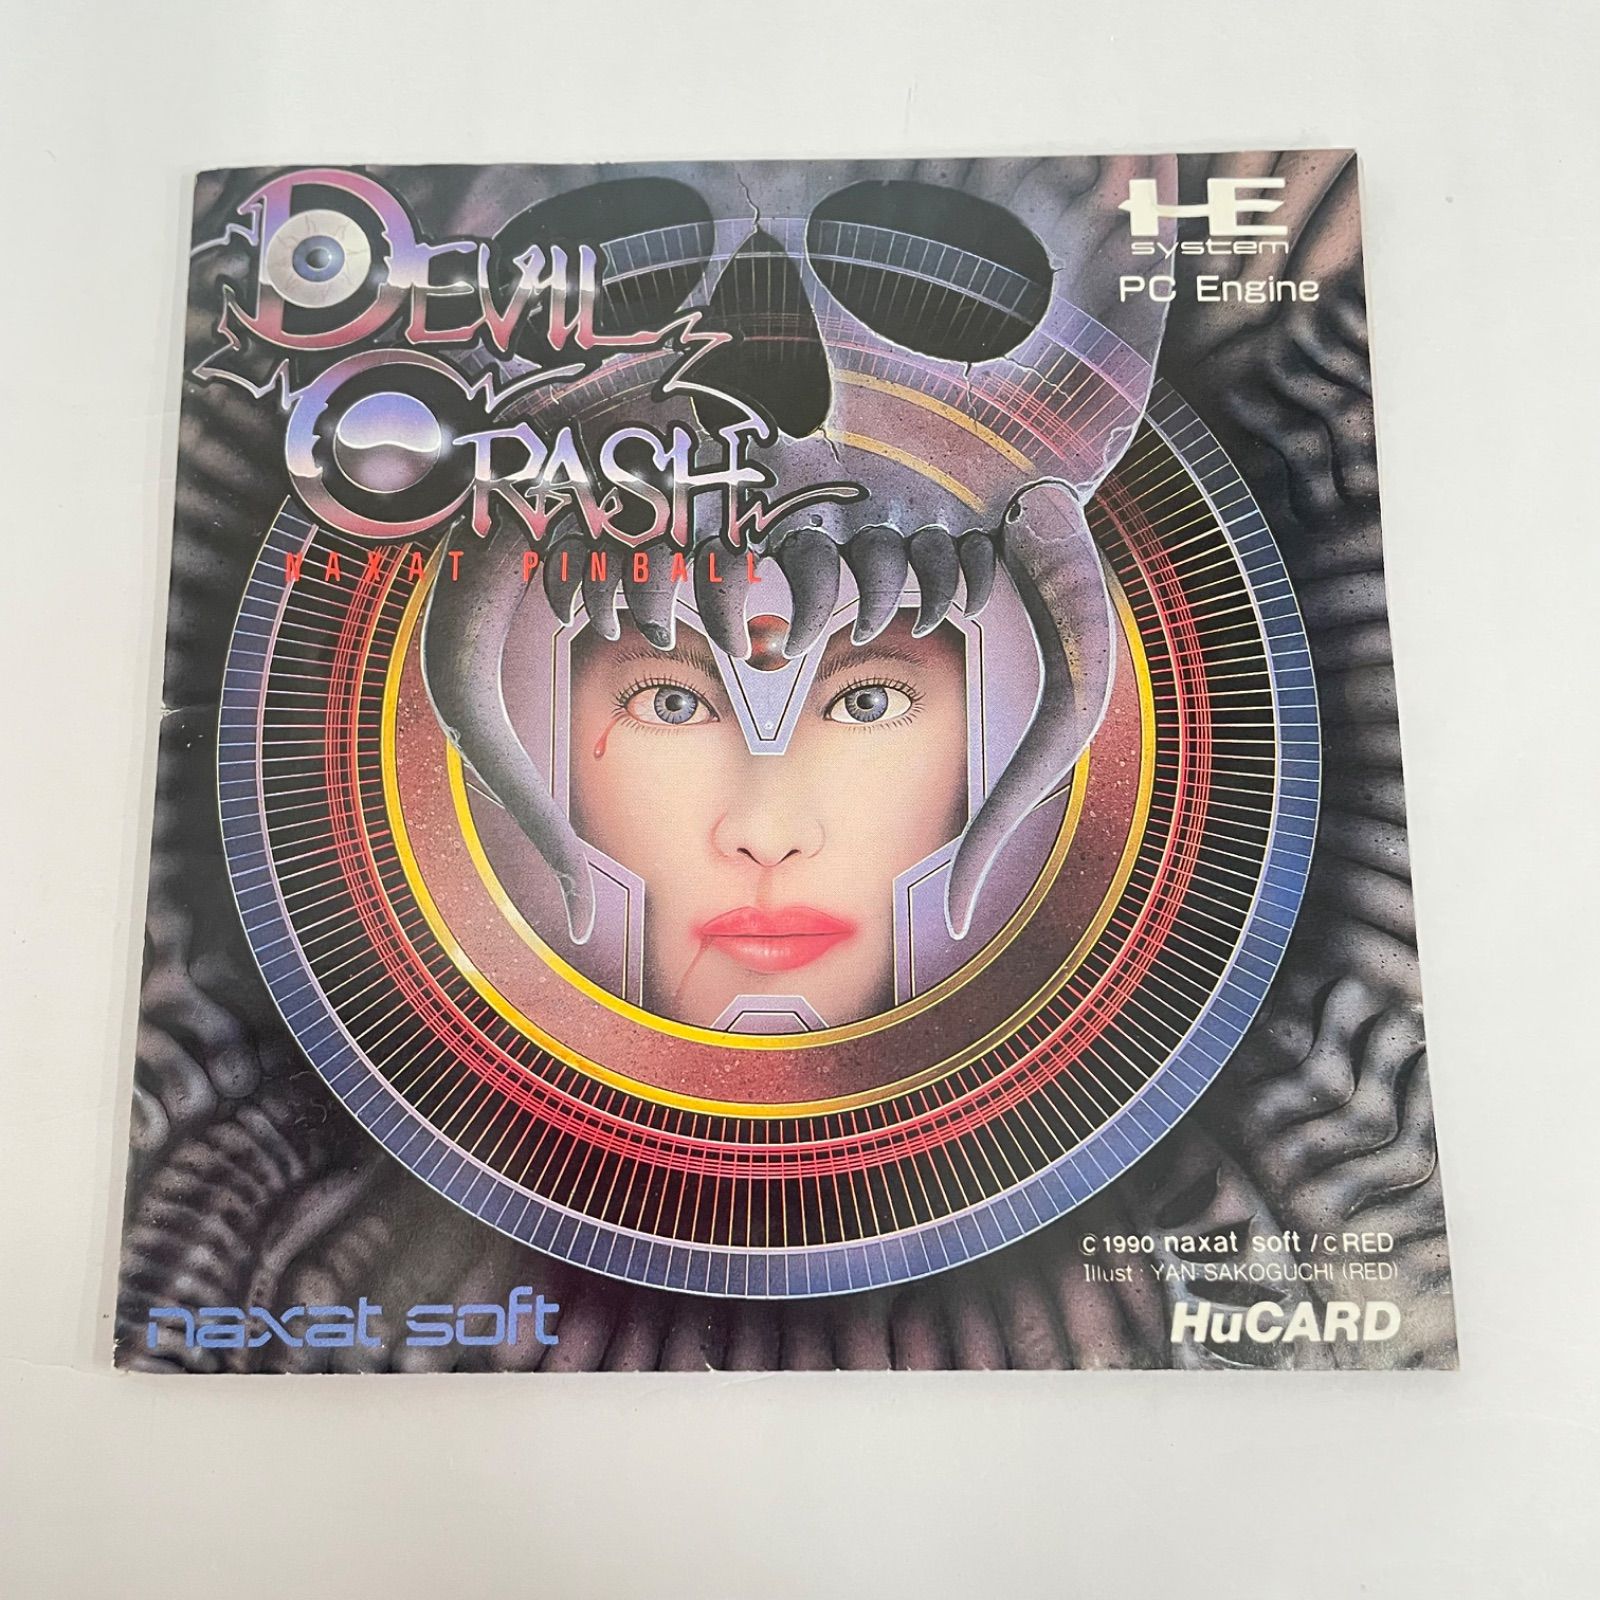 DEVIL
CRASH
NAXAT PINBALL
HE
system
PC Engine
© 1990 naxat soft / © RED
Illust : YAN SAKOGUCHI (RED)
naxat soft
HuCARD